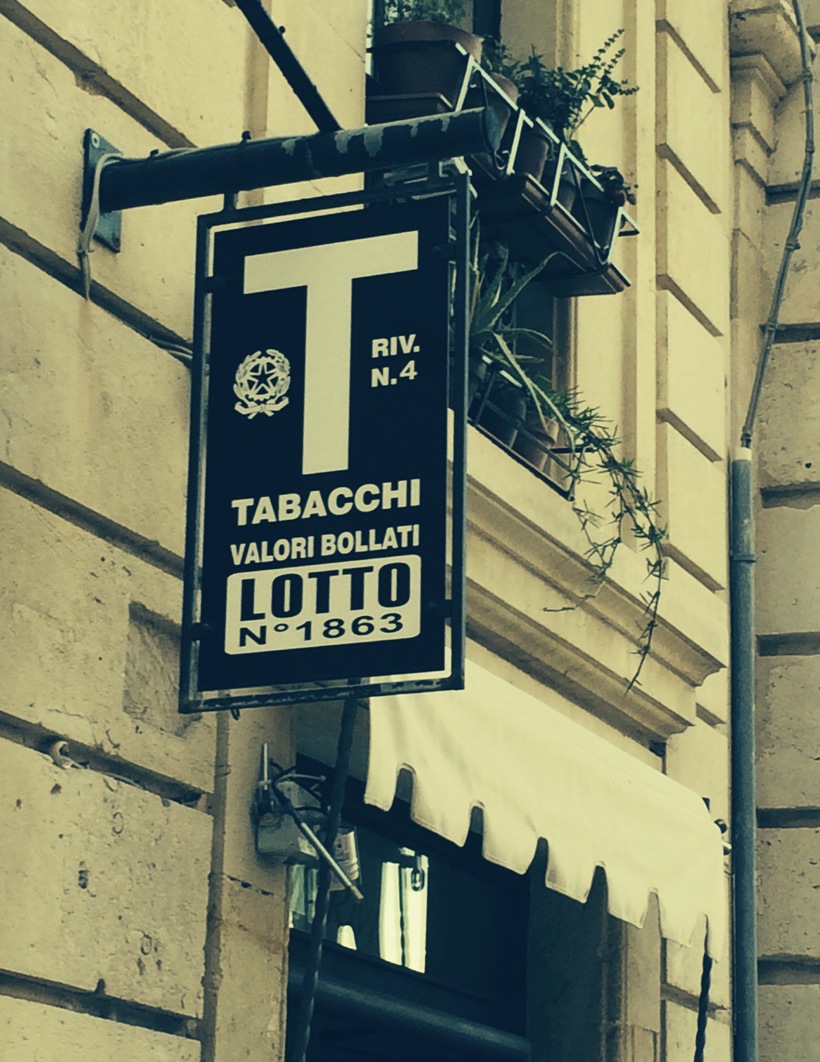 T
RIV.
N.4
TABACCHI
VALORI BOLLATI
LOTTO
N°1863